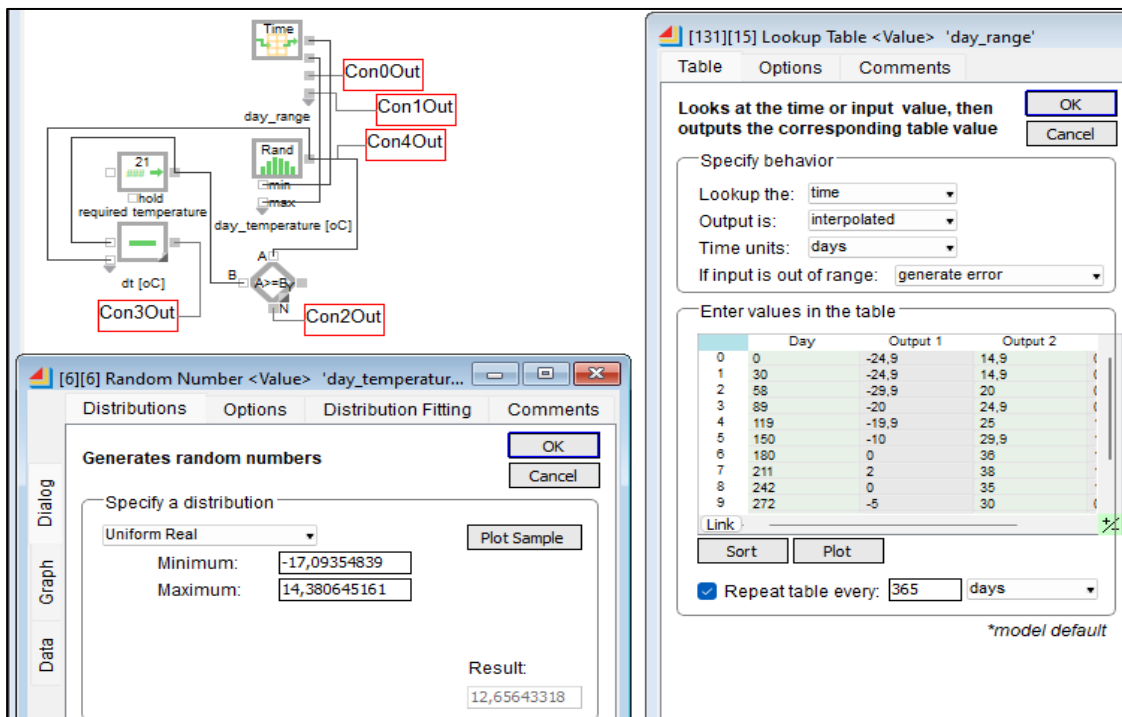 Time
Con0Out
Con1Out
day_range
Con4Out
Rand
21
min
hold
max
required temperature
day_temperature [oC]
A
B
A>=B
Y
dt [oC]
N
Con3Out
Con2Out
[6][6] Random Number <Value> 'day_temperatur...
Distributions Options Distribution Fitting Comments
Dialog
Graph
Data
Generates random numbers
OK
Cancel
Specify a distribution
Uniform Real
Plot Sample
Minimum: -17,09354839
Maximum: 14,380645161
Result:
12,65643318
[131][15] Lookup Table <Value> 'day_range'
Table Options Comments
Looks at the time or input value, then
outputs the corresponding table value
OK
Cancel
Specify behavior
Lookup the: time
Output is: interpolated
Time units: days
If input is out of range: generate error
Enter values in the table
Day Output 1 Output 2
0 0 -24,9 14,9
1 30 -24,9 14,9
2 58 -29,9 20
3 89 -20 24,9
4 119 -19,9 25
5 150 -10 29,9
6 180 0 36
7 211 2 38
8 242 0 35
9 272 -5 30
Link
Sort Plot
Repeat table every: 365 days
*model default